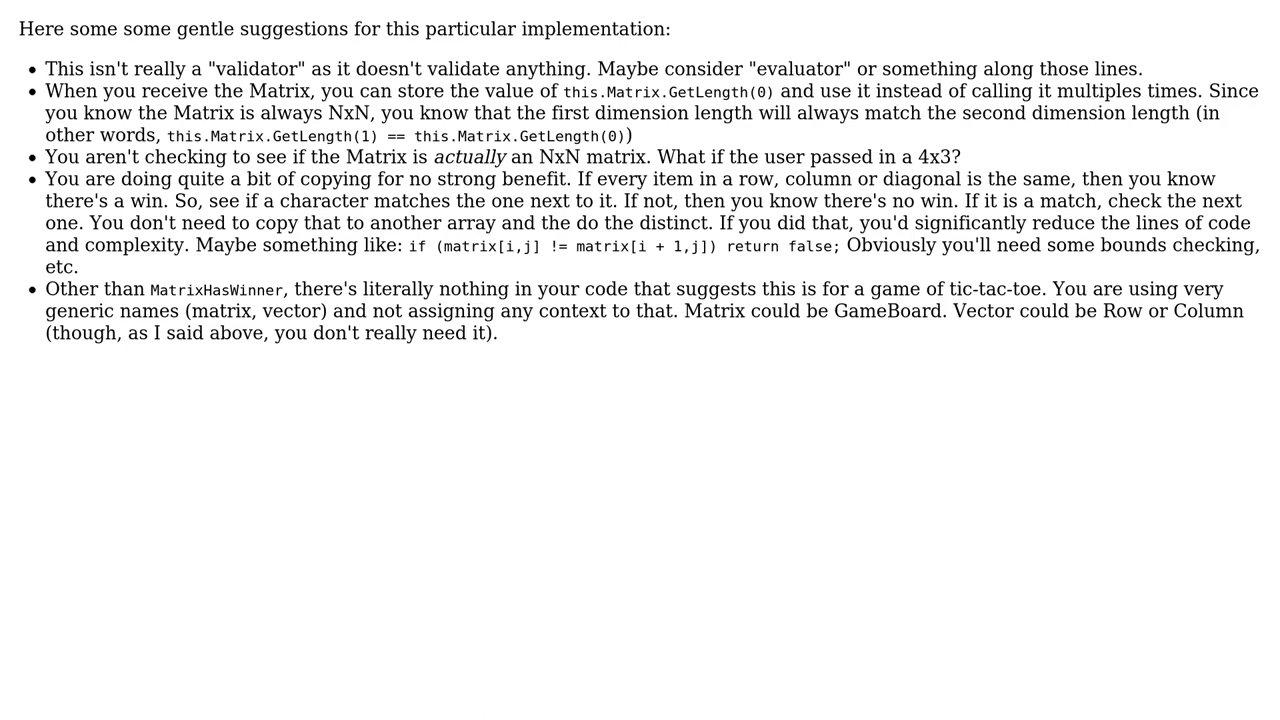 Here some some gentle suggestions for this particular implementation:
• This isn't really a "validator" as it doesn't validate anything. Maybe consider "evaluator" or something along those lines.
• When you receive the Matrix, you can store the value of this.Matrix.GetLength(0) and use it instead of calling it multiples times. Since
you know the Matrix is always NxN, you know that the first dimension length will always match the second dimension length (in
other words, this.Matrix.GetLength(1) == this.Matrix.GetLength(0))
• You aren't checking to see if the Matrix is actually an NxN matrix. What if the user passed in a 4x3?
• You are doing quite a bit of copying for no strong benefit. If every item in a row, column or diagonal is the same, then you know
there's a win. So, see if a character matches the one next to it. If not, then you know there's no win. If it is a match, check the next
one. You don't need to copy that to another array and the do the distinct. If you did that, you'd significantly reduce the lines of code
and complexity. Maybe something like: if (matrix[i,j] != matrix[i + 1,j]) return false; Obviously you'll need some bounds checking,
etc.
• Other than MatrixHasWinner, there's literally nothing in your code that suggests this is for a game of tic-tac-toe. You are using very
generic names (matrix, vector) and not assigning any context to that. Matrix could be GameBoard. Vector could be Row or Column
(though, as I said above, you don't really need it).